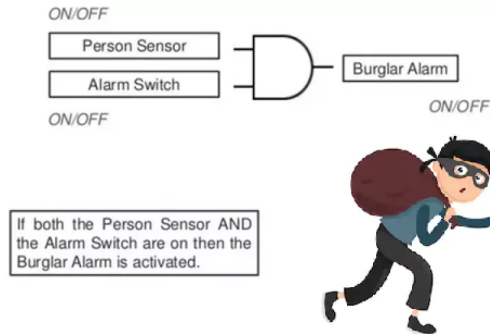 ON/OFF
Person Sensor
Alarm Switch
Burglar Alarm
ON/OFF
ON/OFF
If both the Person Sensor AND
the Alarm Switch are on then the
Burglar Alarm is activated.